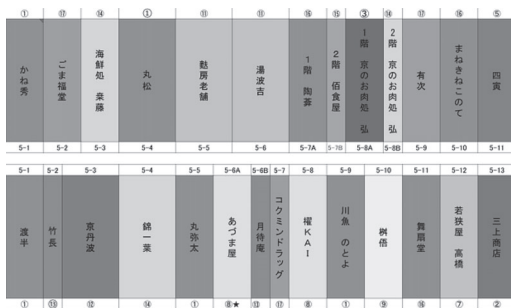 ① ⑰ ⑭ ① ⑪ ⑪ ⑯ ⑮ ③ ⑭ ⑰ ⑯ ⑤
かね秀
ごま福堂
海鮮処 桒藤
丸松
麩房老舗
湯波吉
1階 陶葊
2階 佰食屋
1階 京のお肉処 弘
2階 京のお肉処 弘
有次
まねきねこのて
四寅
5-1 5-2 5-3 5-4 5-5 5-6 5-7A 5-7B 5-8A 5-8B 5-9 5-10 5-11
5-1 5-2 5-3 5-4 5-5 5-6A 5-6B 5-7 5-8 5-9 5-10 5-11 5-12 5-13
渡半
竹長
京丹波
錦一葉
丸弥太
あづま屋
月待庵
コクミンドラッグ
櫂KAI
川魚 のとよ
桝悟
舞扇堂
若狭屋 高橋
三上商店
① ⑬ ⑫ ⑭ ① ⑧★ ⑬ ⑰ ⑧ ① ⑨ ⑯ ⑦ ②